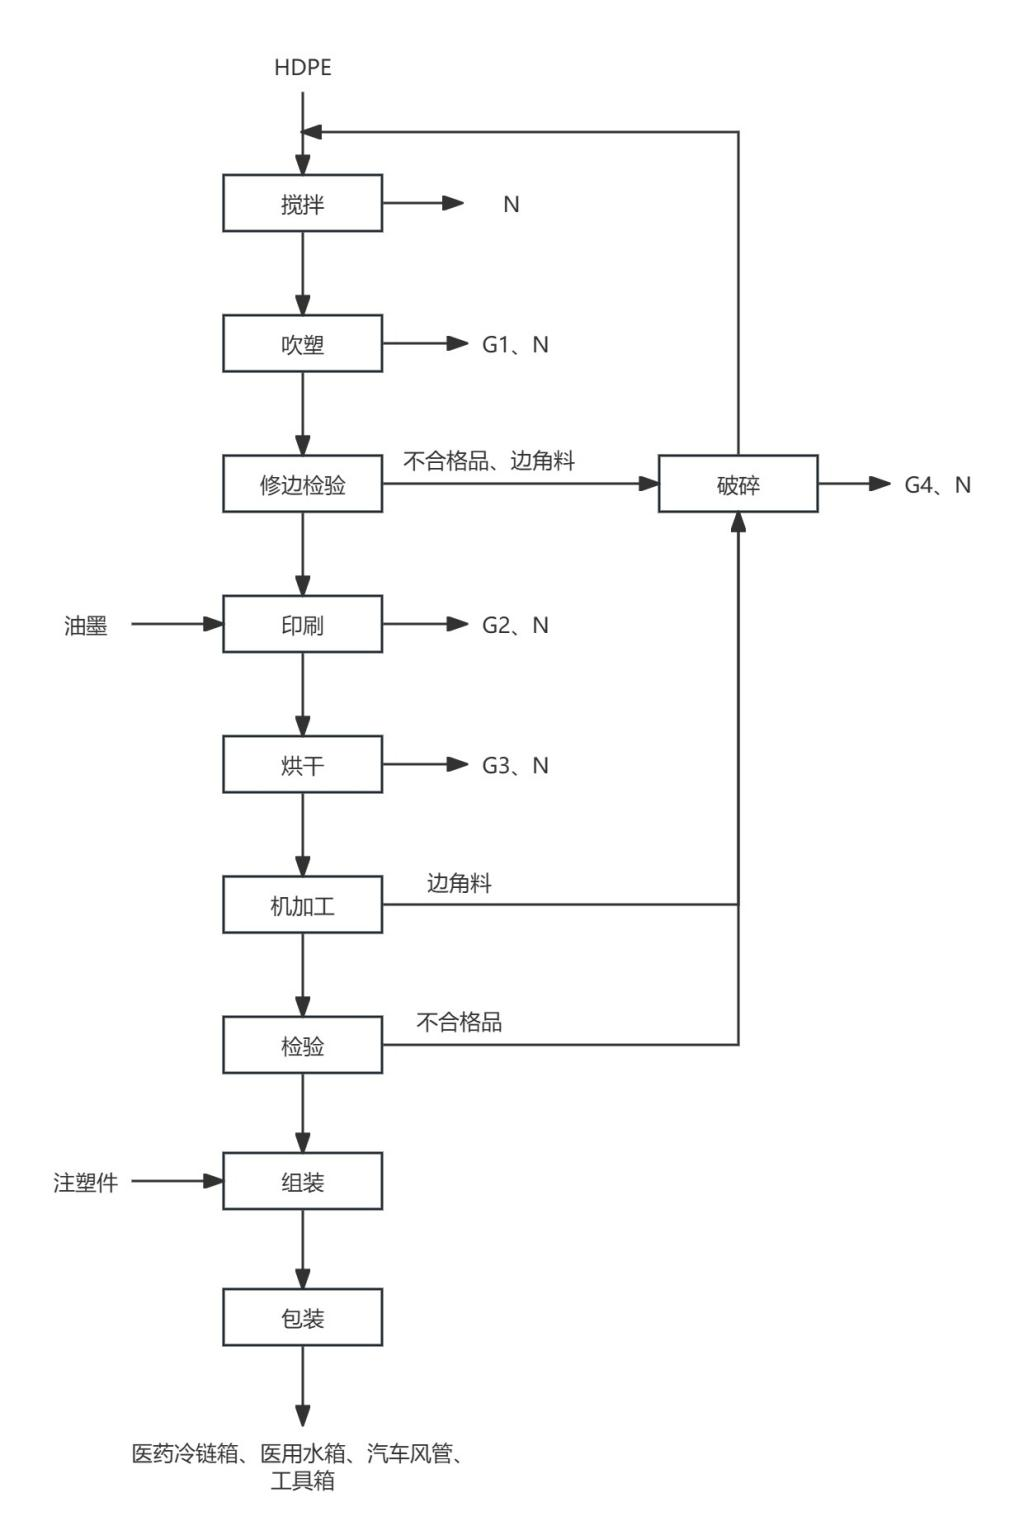 HDPE
搅拌
N
吹塑
G1、N
修边检验
不合格品、边角料
破碎
G4、N
油墨
印刷
G2、N
烘干
G3、N
机加工
边角料
检验
不合格品
注塑件
组装
包装
医药冷链箱、医用水箱、汽车风管、
工具箱